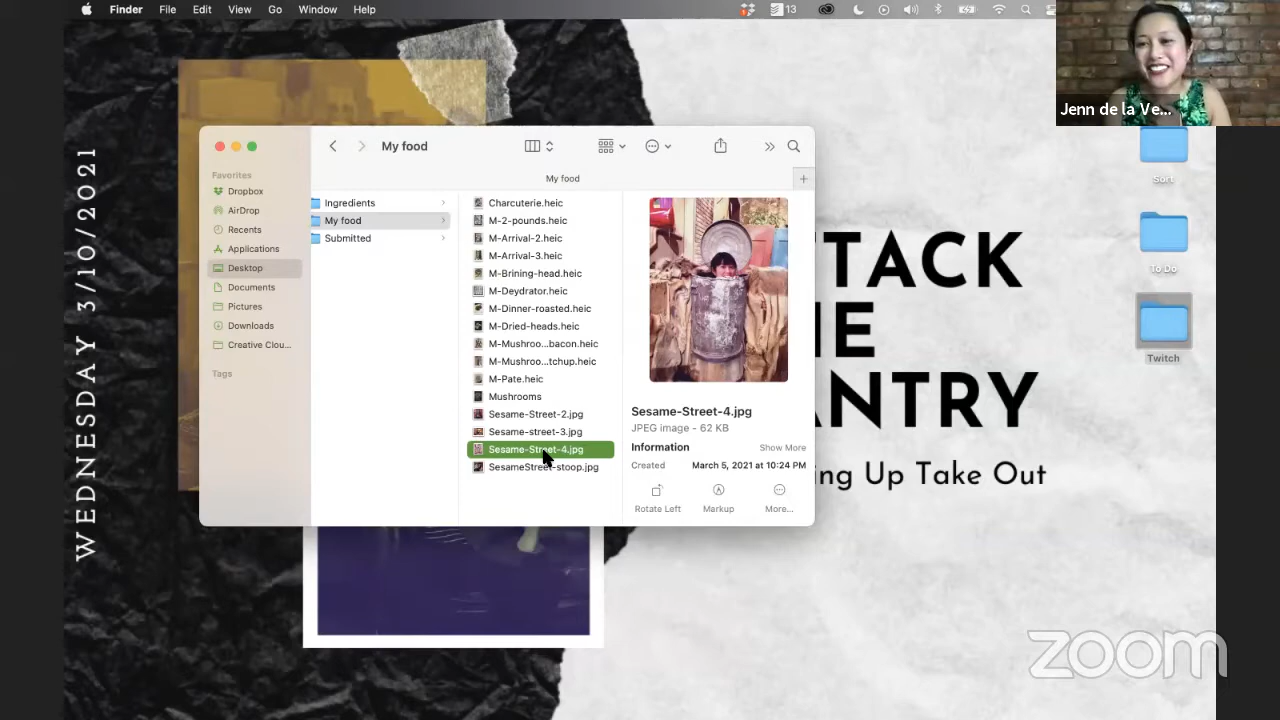 Finder File Edit View Go Window Help
13
Jenn de la Ve...
My food
My food
Favorites
Dropbox
AirDrop
Recents
Applications
Desktop
Documents
Pictures
Downloads
Creative Clou...
Tags
Ingredients
My food
Submitted
Charcuterie.heic
M-2-pounds.heic
M-Arrival-2.heic
M-Arrival-3.heic
M-Brining-head.heic
M-Deydrator.heic
M-Dinner-roasted.heic
M-Dried-heads.heic
M-Mushroo...bacon.heic
M-Mushroo...tchup.heic
M-Pate.heic
Mushrooms
Sesame-Street-2.jpg
Sesame-street-3.jpg
Sesame-Street-4.jpg
SesameStreet-stoop.jpg
Sesame-Street-4.jpg
JPEG image - 62 KB
Information Show More
Created March 5, 2021 at 10:24 PM
Rotate Left Markup More...
WEDNESDAY 3/10/2021
TACK
E
ANTRY
ng Up Take Out
Sort
To Do
Twitch
zoom